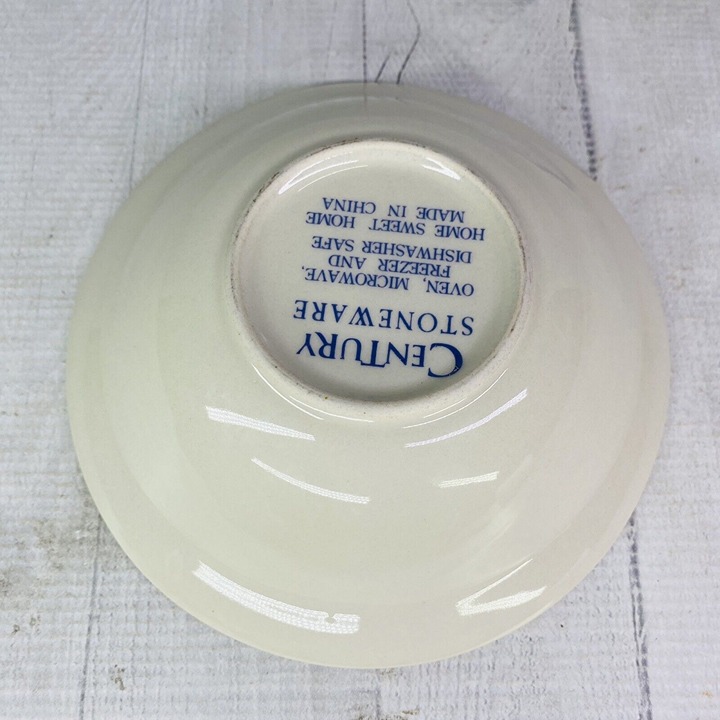 CENTURY
STONEWARE
OVEN, MICROWAVE,
FREEZER AND
DISHWASHER SAFE
HOME SWEET HOME
MADE IN CHINA